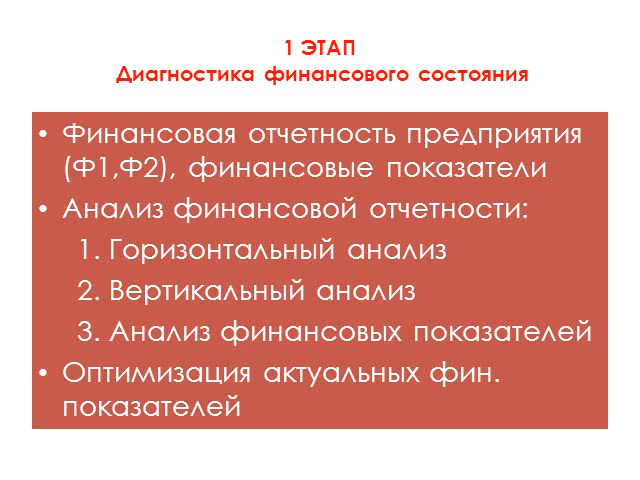 1 ЭТАП
Диагностика финансового состояния
• Финансовая отчетность предприятия
(Ф1,Ф2), финансовые показатели
• Анализ финансовой отчетности:
1. Горизонтальный анализ
2. Вертикальный анализ
3. Анализ финансовых показателей
• Оптимизация актуальных фин.
показателей